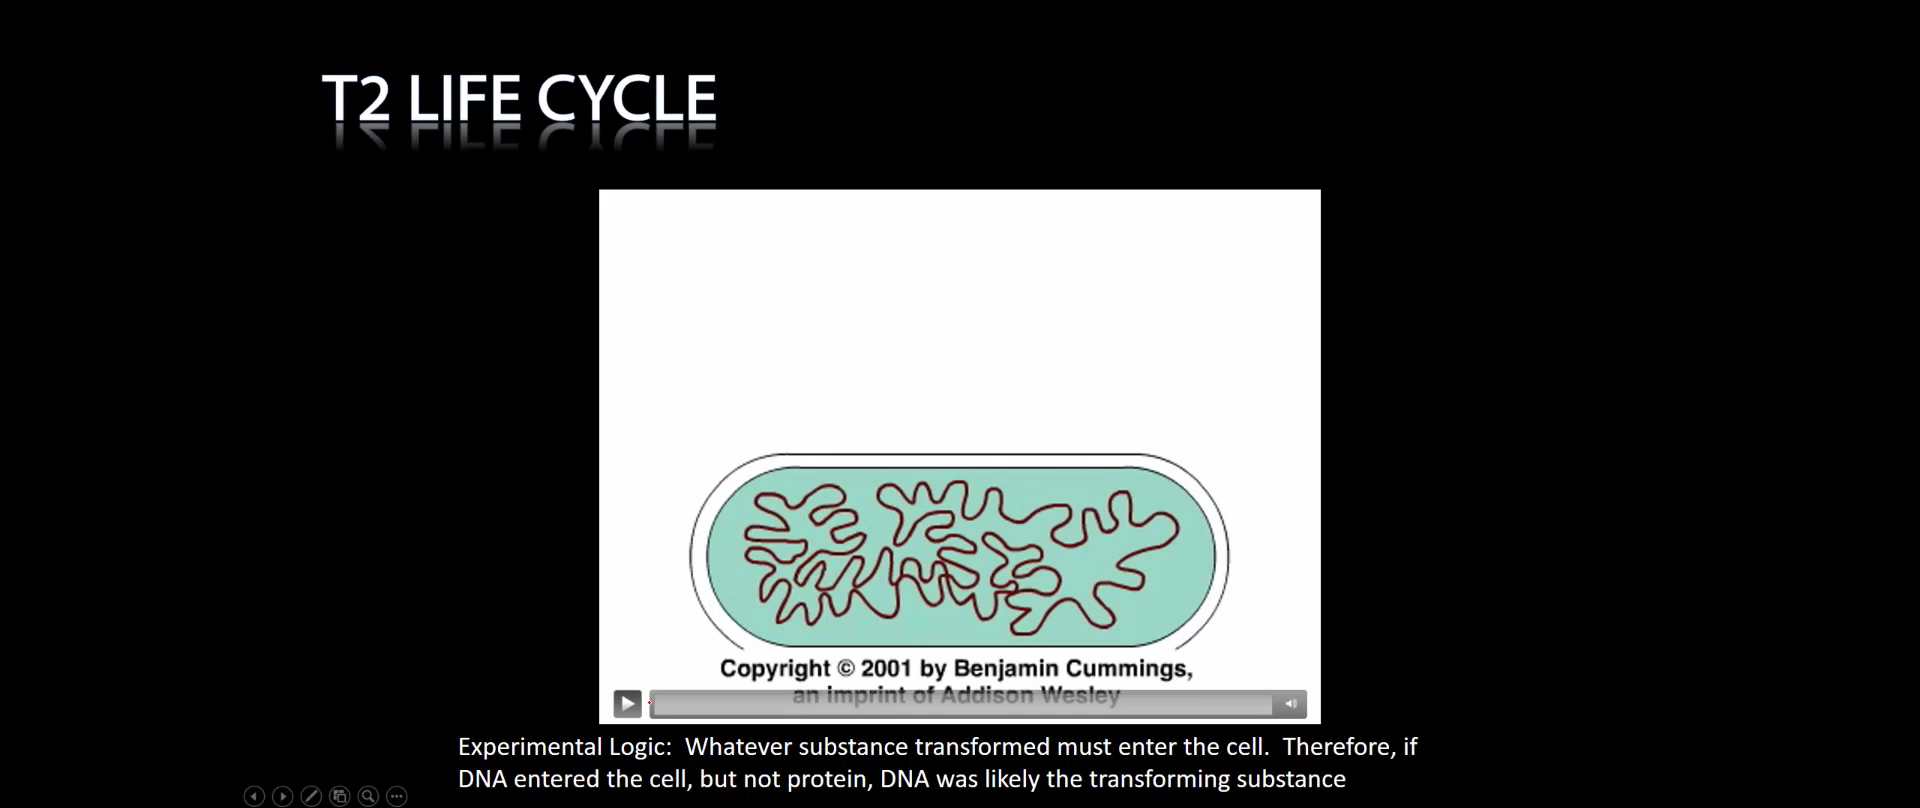 T2 LIFE CYCLE
Copyright © 2001 by Benjamin Cummings,
an imprint of Addison Wesley
Experimental Logic:  Whatever substance transformed must enter the cell.  Therefore, if
DNA entered the cell, but not protein, DNA was likely the transforming substance